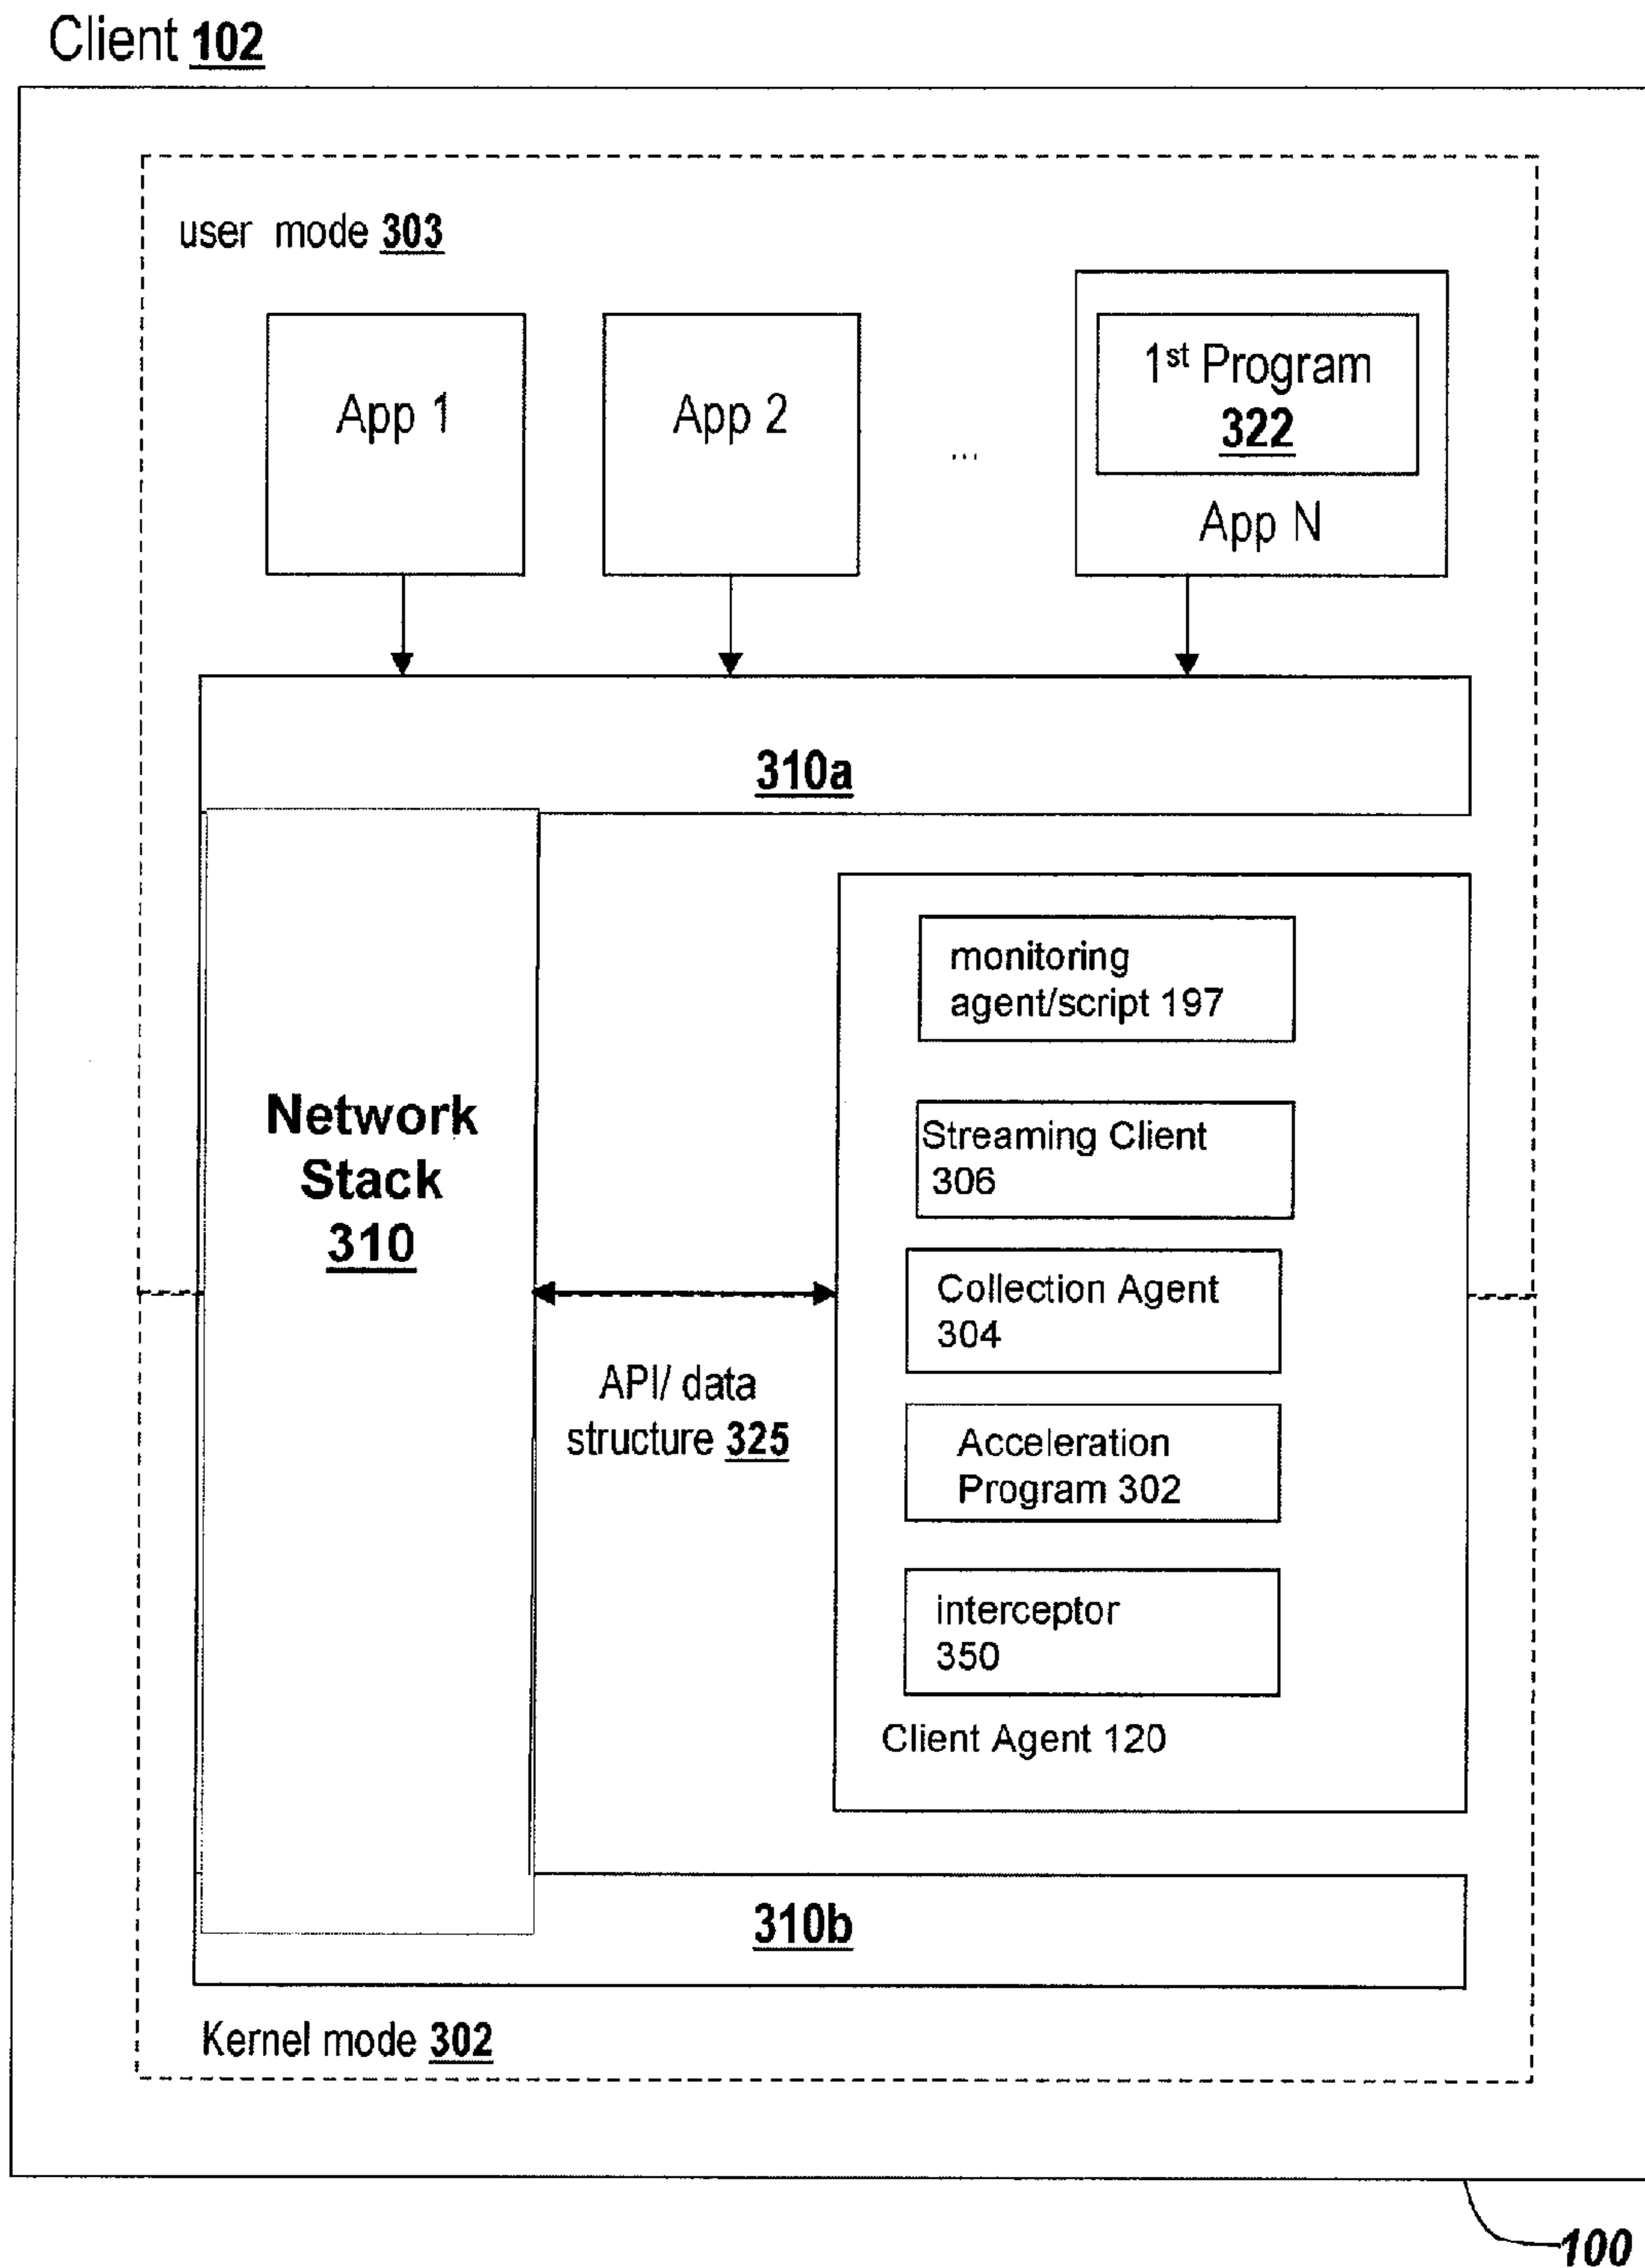 Client 102
user mode 303
App 1
App 2
...
1st Program
322
App N
310a
Network
Stack
310
API/ data
structure 325
monitoring
agent/script 197
Streaming Client
306
Collection Agent
304
Acceleration
Program 302
interceptor
350
Client Agent 120
310b
Kernel mode 302
100